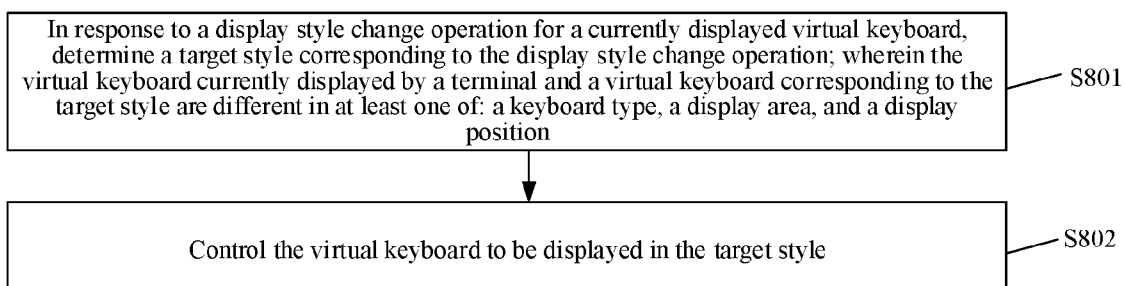 In response to a display style change operation for a currently displayed virtual keyboard,
determine a target style corresponding to the display style change operation; wherein the
virtual keyboard currently displayed by a terminal and a virtual keyboard corresponding to the
target style are different in at least one of: a keyboard type, a display area, and a display
position
S801
Control the virtual keyboard to be displayed in the target style
S802